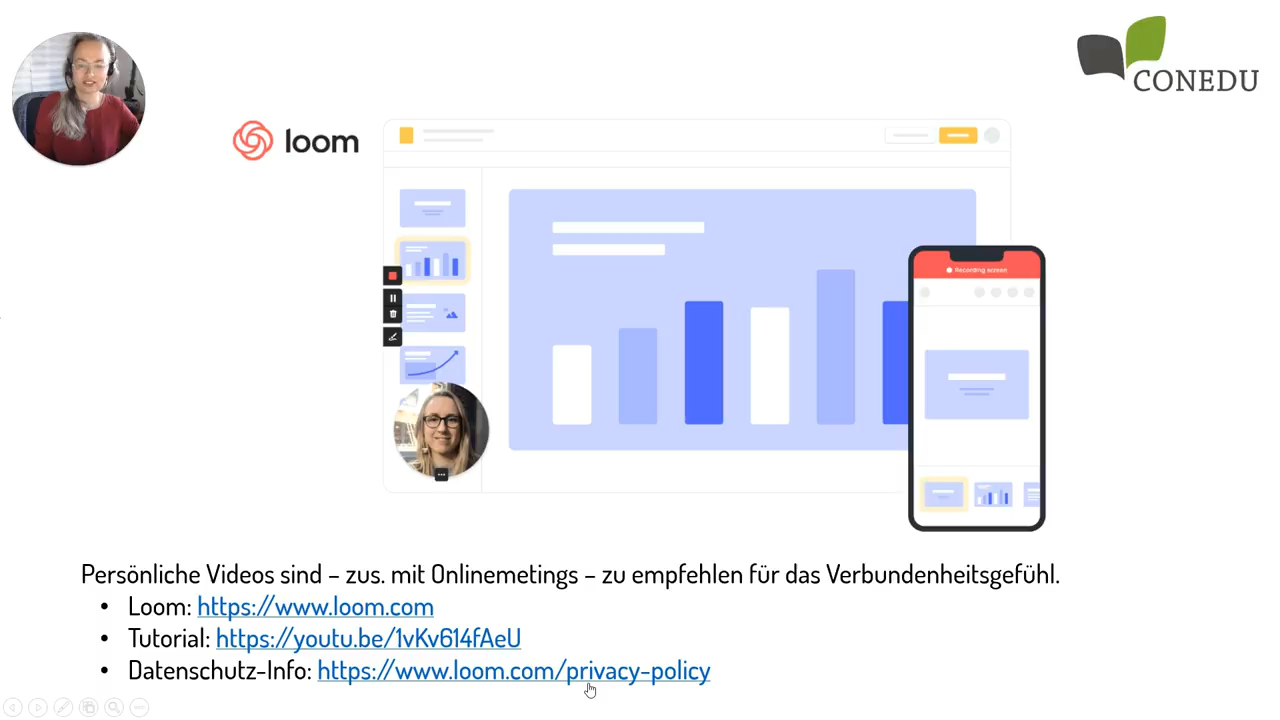 CONEDU
loom
Recording screen
Persönliche Videos sind – zus. mit Onlinemetings – zu empfehlen für das Verbundenheitsgefühl.
• Loom: https://www.loom.com
• Tutorial: https://youtu.be/1vKv614fAeU
• Datenschutz-Info: https://www.loom.com/privacy-policy